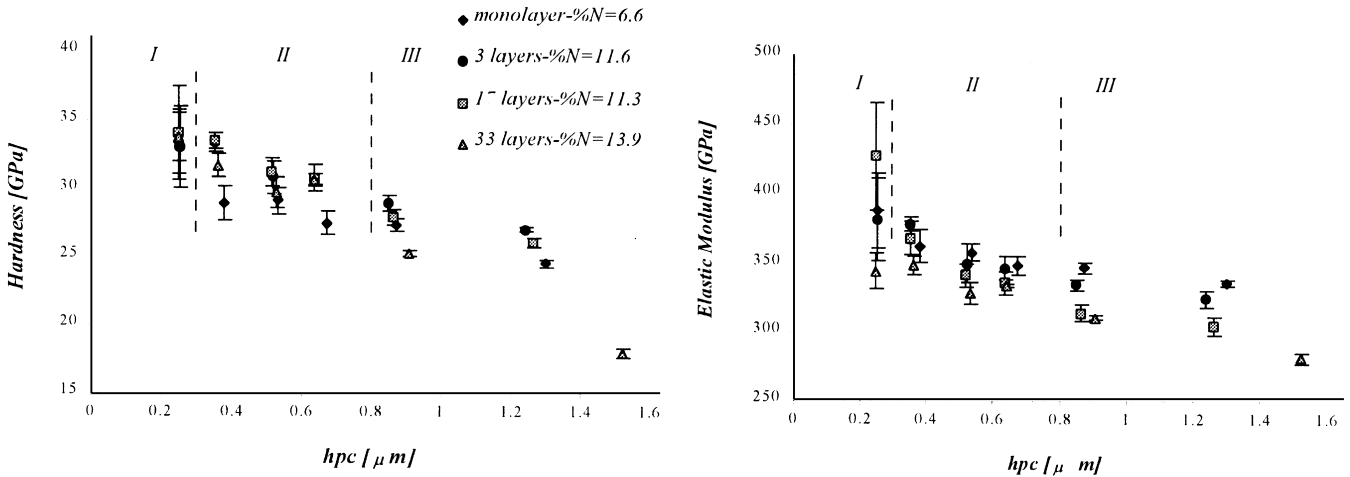 monolayer-%N=6.6
3 layers-%N=11.6
layers-%N=11.3
33 layers-%N=13.9
I II III
40
35
30
25
20
15
0 0.2 0.4 0.6 0.8 1 1.2 1.4 1.6
Hardness [GPa]
hpc [ μ m]
I II III
500
450
400
350
300
250
0 0.2 0.4 0.6 0.8 1 1.2 1.4 1.6
Elastic Modulus [GPa]
hpc [ μ m]